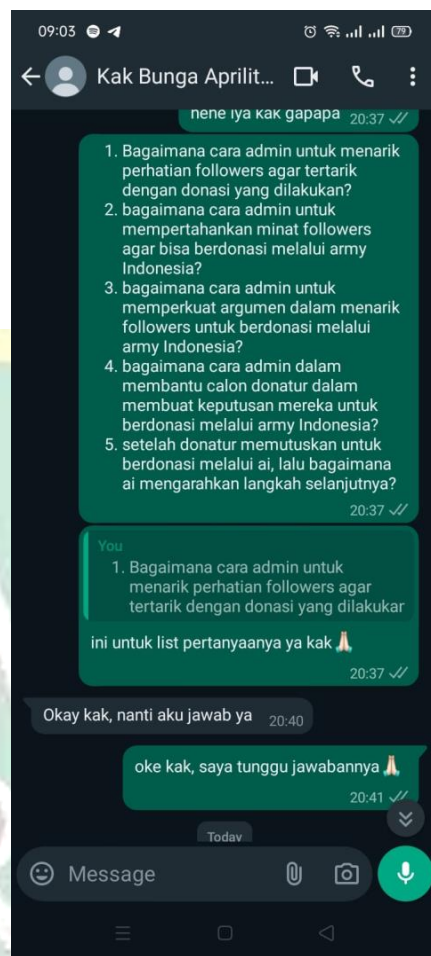 09:03
79
Kak Bunga Aprilit...
hehe iya kak gapapa 20:37
1. Bagaimana cara admin untuk menarik
perhatian followers agar tertarik
dengan donasi yang dilakukan?
2. bagaimana cara admin untuk
mempertahankan minat followers
agar bisa berdonasi melalui army
Indonesia?
3. bagaimana cara admin untuk
memperkuat argumen dalam menarik
followers untuk berdonasi melalui
army Indonesia?
4. bagaimana cara admin dalam
membantu calon donatur dalam
membuat keputusan mereka untuk
berdonasi melalui army Indonesia?
5. setelah donatur memutuskan untuk
berdonasi melalui ai, lalu bagaimana
ai mengarahkan langkah selanjutnya?
20:37
You
1. Bagaimana cara admin untuk
menarik perhatian followers agar
tertarik dengan donasi yang dilakukar
ini untuk list pertanyaanya ya kak🙏🏻
20:37
Okay kak, nanti aku jawab ya 20:40
oke kak, saya tunggu jawabannya 🙏🏻
20:41
Today
Message